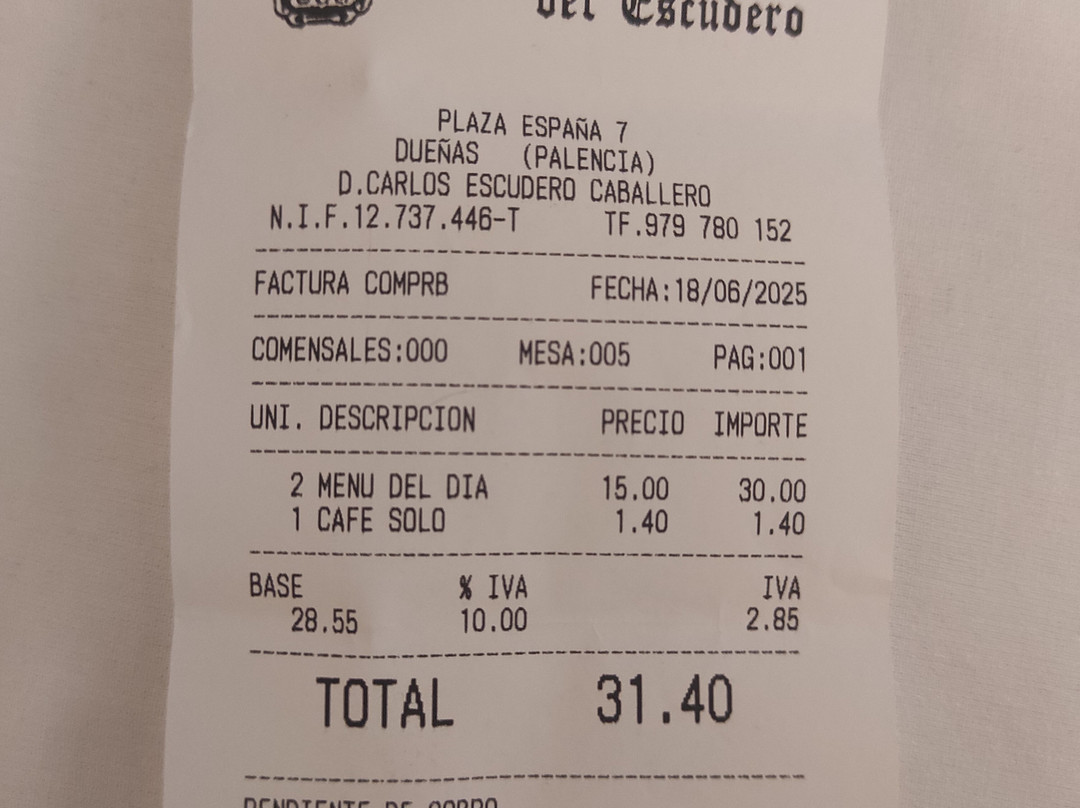 del Escudero
PLAZA ESPAÑA 7
DUEÑAS (PALENCIA)
D.CARLOS ESCUDERO CABALLERO
N.I.F.12.737.446-T TF.979 780 152
FACTURA COMPRB FECHA:18/06/2025
COMENSALES:000 MESA:005 PAG:001
UNI. DESCRIPCION PRECIO IMPORTE
2 MENU DEL DIA 15.00 30.00
1 CAFE SOLO 1.40 1.40
BASE % IVA IVA
28.55 10.00 2.85
TOTAL 31.40
PENDIENTE DE COBRO